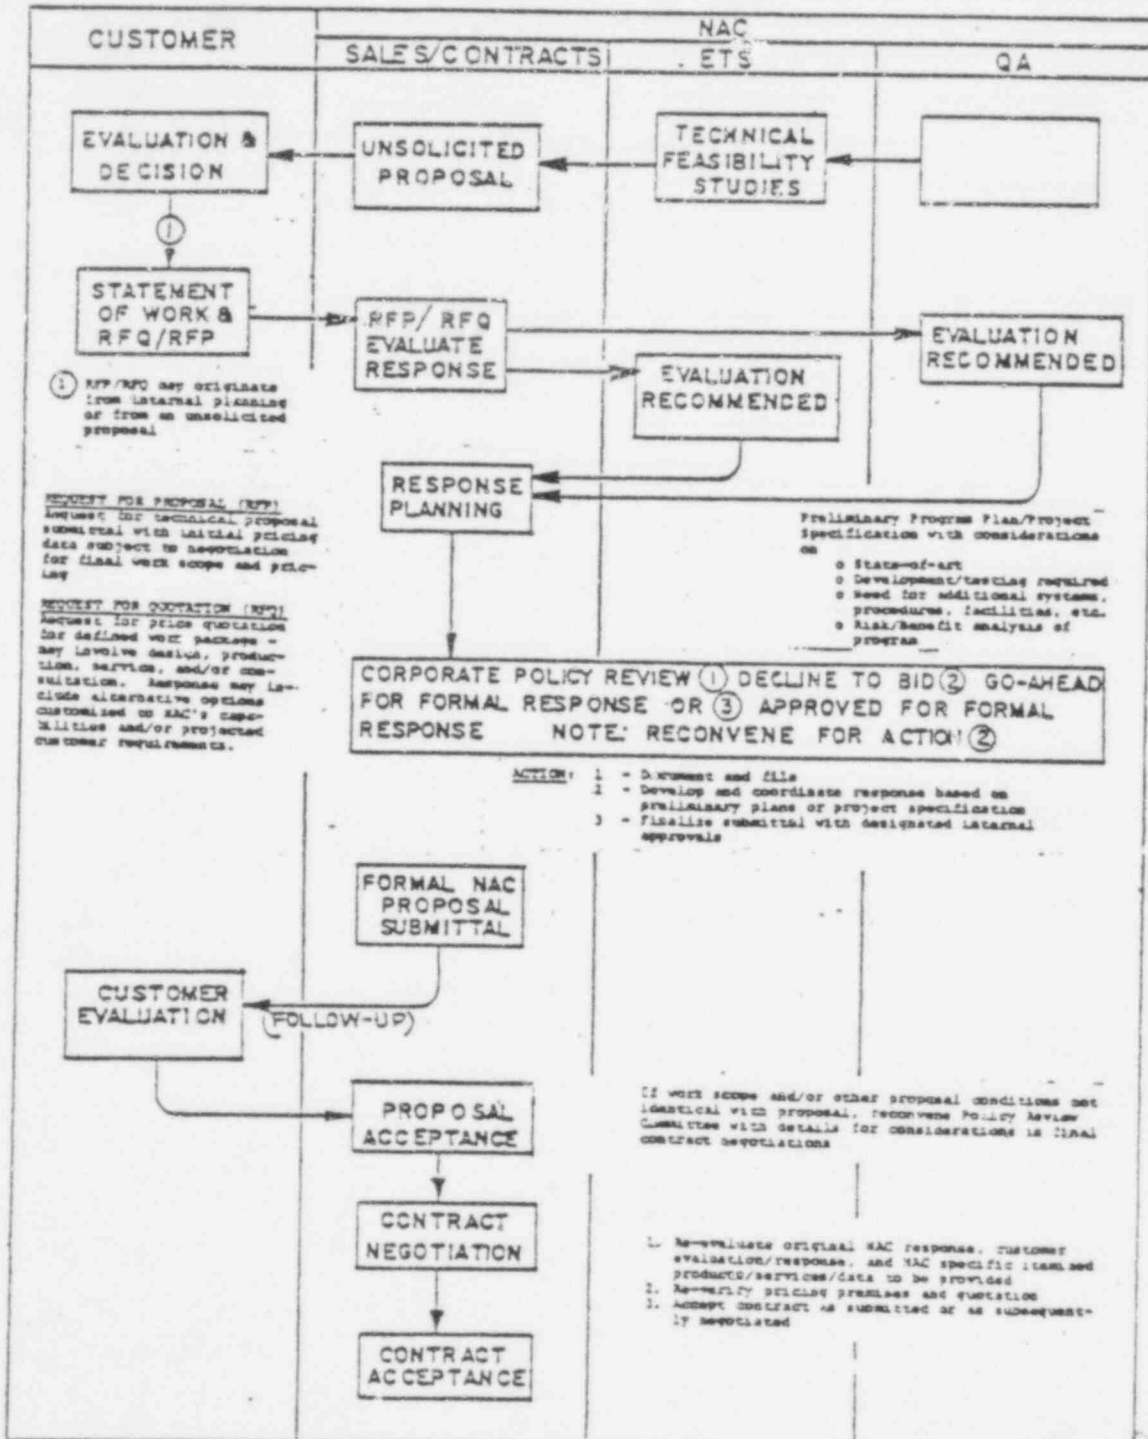 CUSTOMER
NAC
SALES/CONTRACTS
. ETS
QA
EVALUATION &
DECISION
UNSOLICITED
PROPOSAL
TECHNICAL
FEASIBILITY
STUDIES
1
STATEMENT
OF WORK &
RFQ/RFP
RFP/RFQ
EVALUATE
RESPONSE
EVALUATION
RECOMMENDED
EVALUATION
RECOMMENDED
1 RFP/RFQ may originate
from internal planning
or from an unsolicited
proposal
RESPONSE
PLANNING
REQUEST FOR PROPOSAL (RFP)
Request for technical proposal
submittal with initial pricing
data subject to negotiation
for final work scope and pric-
ing
REQUEST FOR QUOTATION (RFQ)
Request for price quotation
for defined work package -
may involve design, produc-
tion, service, and/or con-
sultation. Response may in-
clude alternative options
customized to NAC's capa-
bilities and/or projected
customer requirements.
Preliminary Program Plan/Project
Specification with considerations
on
o State-of-art
o Development/testing required
o Need for additional systems,
procedures, facilities, etc.
o Risk/Benefit analysis of
program
CORPORATE POLICY REVIEW 1 DECLINE TO BID 2 GO-AHEAD
FOR FORMAL RESPONSE OR 3 APPROVED FOR FORMAL
RESPONSE NOTE: RECONVENE FOR ACTION 2
ACTION: 1 - Document and file
2 - Develop and coordinate response based on
preliminary plans or project specification
3 - Finalize submittal with designated internal
approvals
FORMAL NAC
PROPOSAL
SUBMITTAL
CUSTOMER
EVALUATION
(FOLLOW-UP)
PROPOSAL
ACCEPTANCE
If work scope and/or other proposal conditions not
identical with proposal, reconvene Policy Review
Committee with details for considerations in final
contract negotiations
CONTRACT
NEGOTIATION
1. Re-evaluate original NAC response, customer
evaluation/response, and NAC specific itemized
products/services/data to be provided
2. Re-verify pricing premises and quotation
3. Accept contract as submitted or as subsequent-
ly negotiated
CONTRACT
ACCEPTANCE